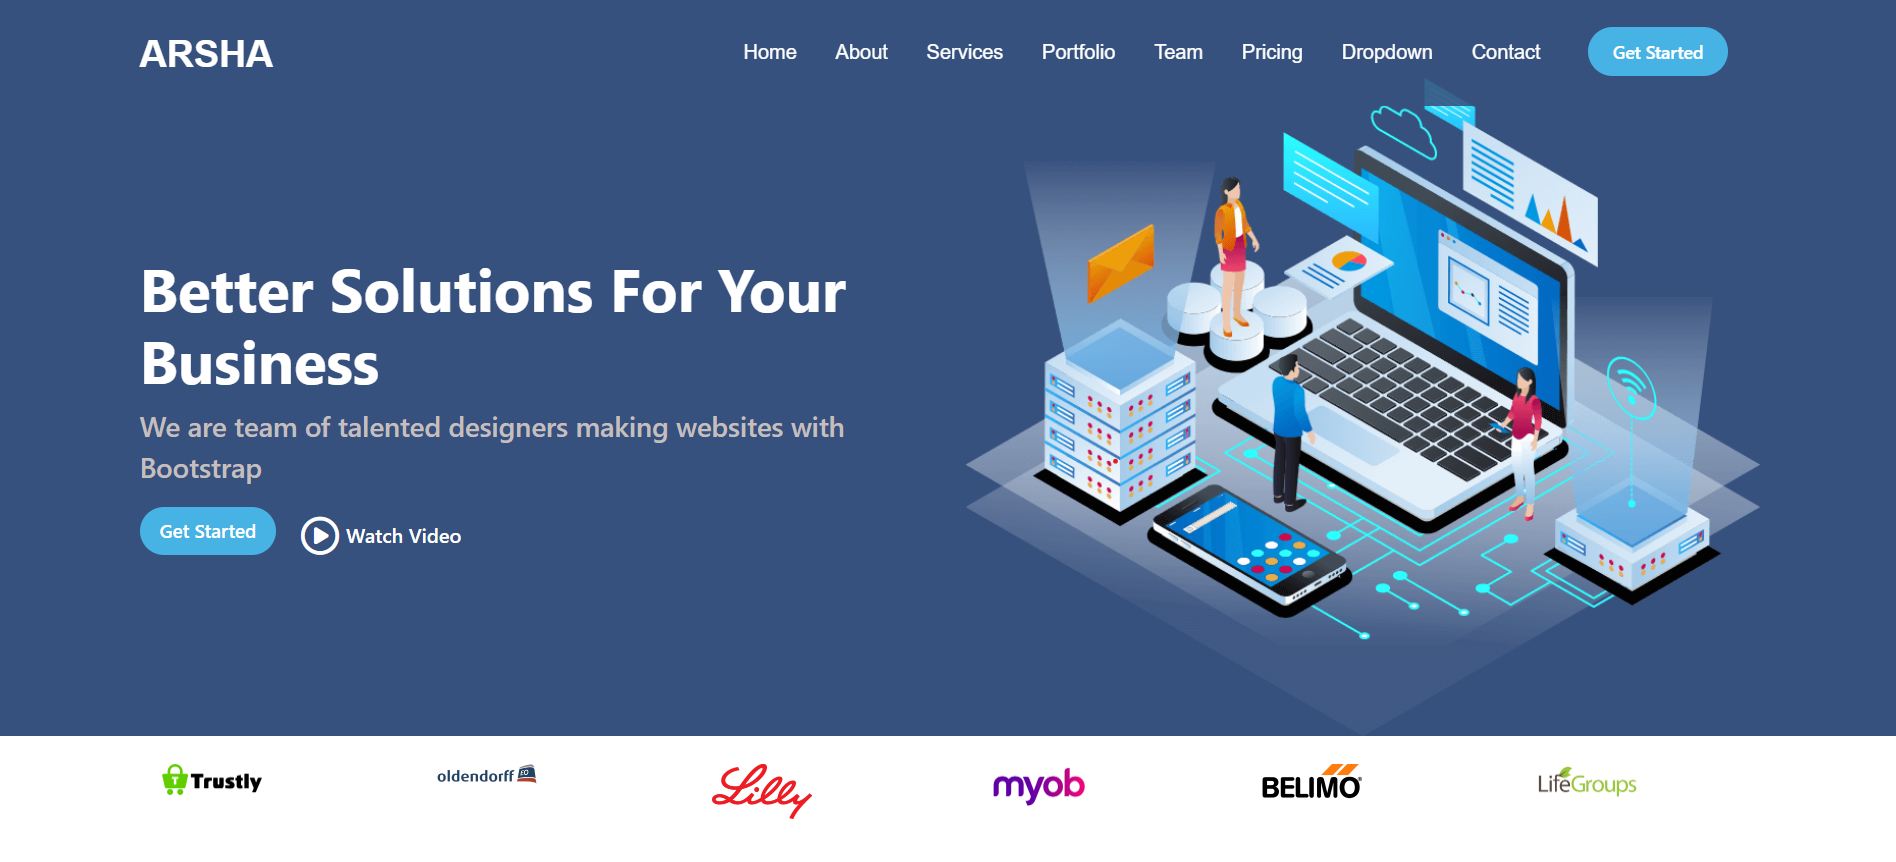 ARSHA
Home About Services Portfolio Team Pricing Dropdown Contact Get Started
Better Solutions For Your
Business
We are team of talented designers making websites with
Bootstrap
Get Started Watch Video
T Trustly oldendorff EO Lilly myob BELIMO LifeGroups